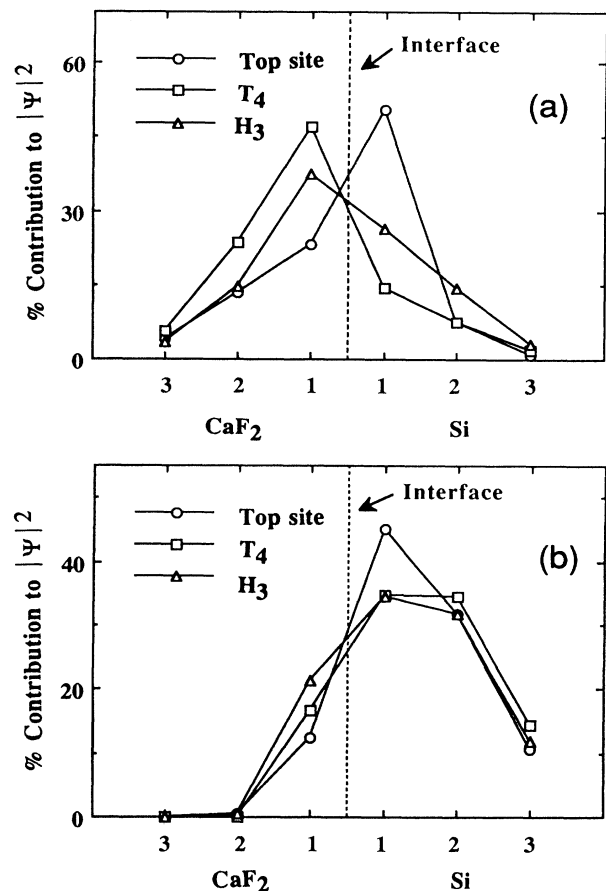 60
30
0
% Contribution to |Ψ|²
Top site
T4
H3
Interface
(a)
3 2 1 1 2 3
CaF2 Si
40
20
0
% Contribution to |Ψ|²
Top site
T4
H3
Interface
(b)
3 2 1 1 2 3
CaF2 Si